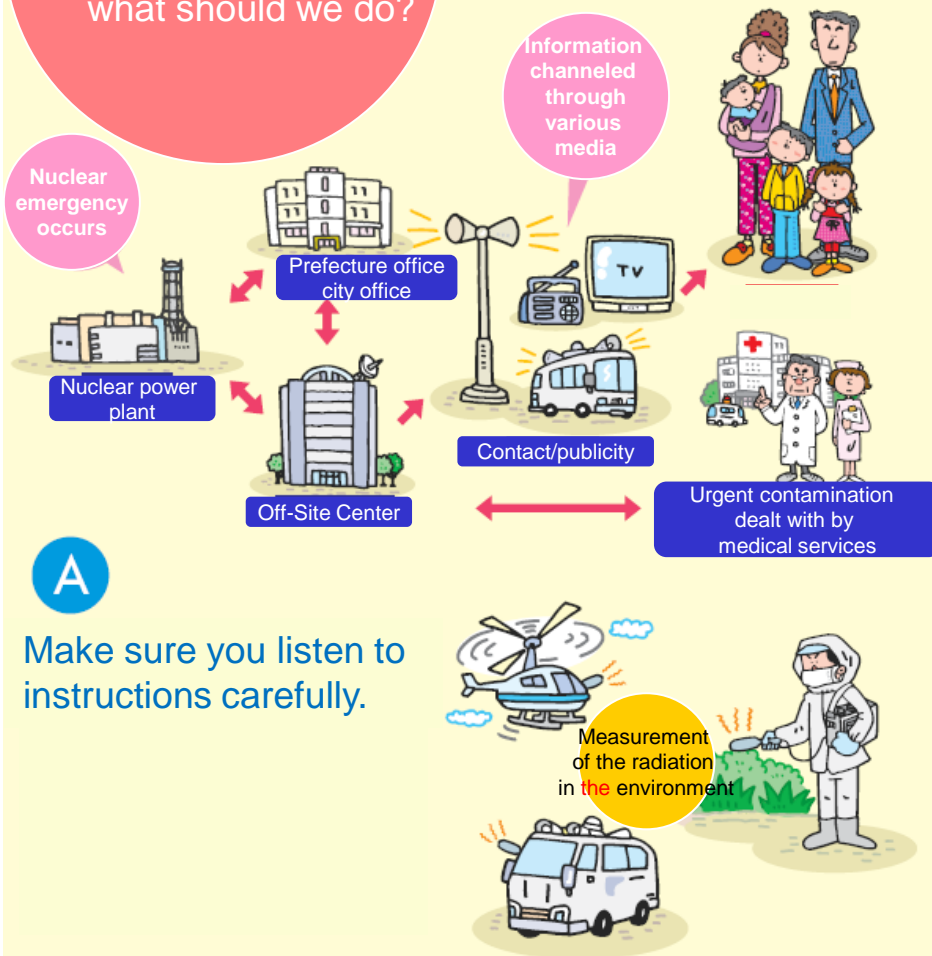 what should we do?
Information
channeled
through
various
media
Nuclear
emergency
occurs
Prefecture office
city office
TV
Nuclear power
plant
Contact/publicity
Off-Site Center
Urgent contamination
dealt with by
medical services
A
Make sure you listen to
instructions carefully.
Measurement
of the radiation
in the environment